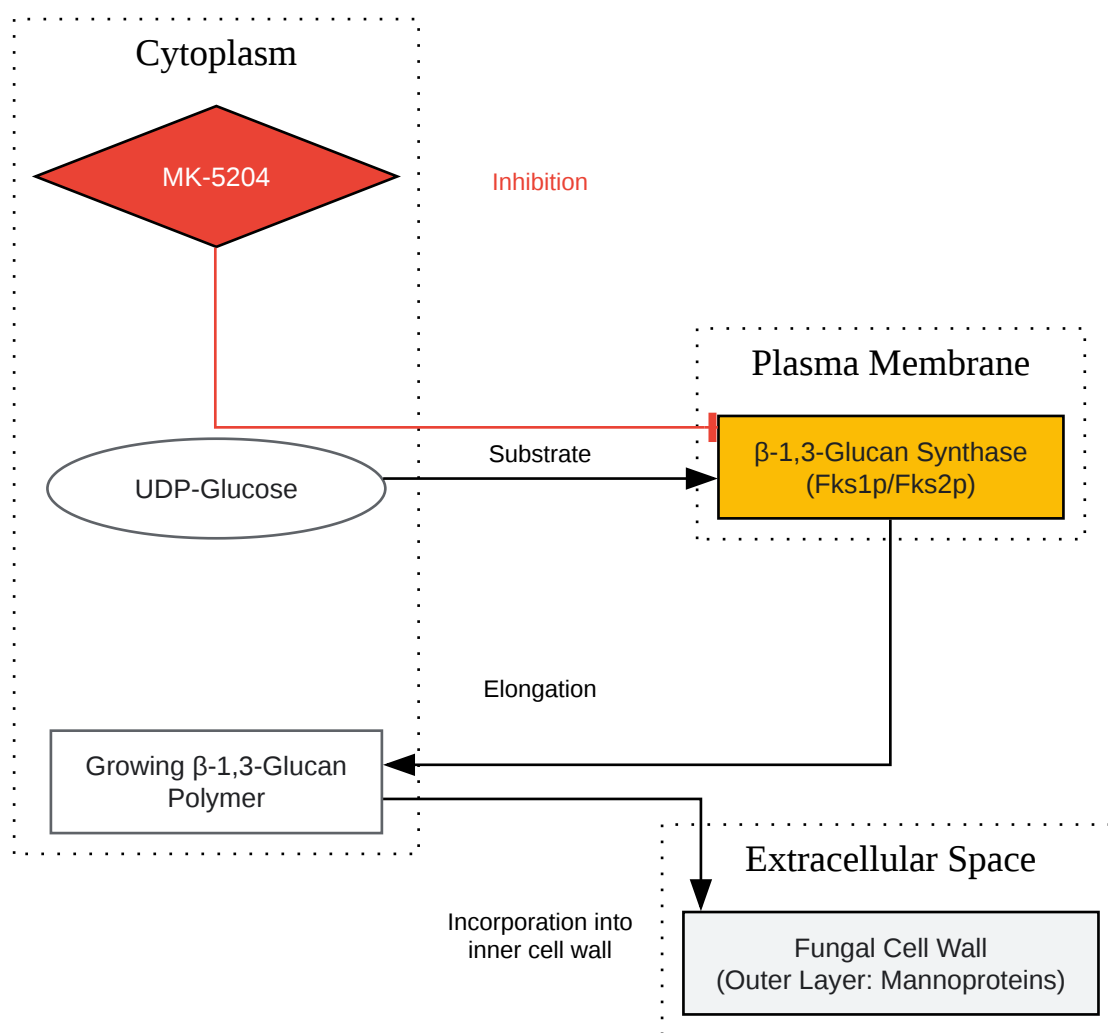 Cytoplasm
MK-5204
Inhibition
Plasma Membrane
β-1,3-Glucan Synthase
(Fks1p/Fks2p)
Substrate
UDP-Glucose
Elongation
Growing β-1,3-Glucan
Polymer
Extracellular Space
Incorporation into
inner cell wall
Fungal Cell Wall
(Outer Layer: Mannoproteins)